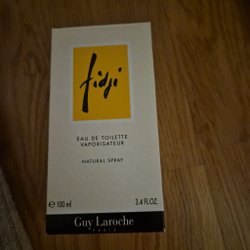 fidji
EAU DE TOILETTE
VAPORISATEUR
NATURAL SPRAY
e 100 ml 3.4 FL.OZ.
Guy Laroche
PARIS